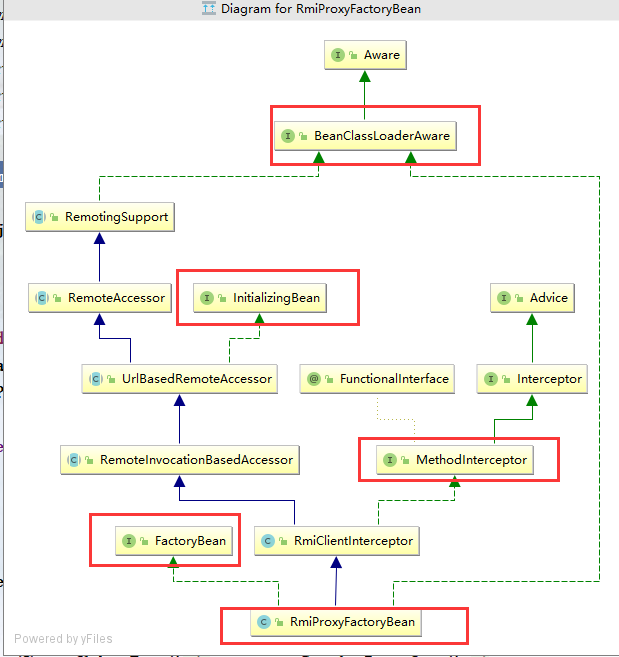 Diagram for RmiProxyFactoryBean
Aware
BeanClassLoaderAware
RemotingSupport
RemoteAccessor
InitializingBean
Advice
UrlBasedRemoteAccessor
FunctionalInterface
Interceptor
RemoteInvocationBasedAccessor
MethodInterceptor
FactoryBean
RmiClientInterceptor
RmiProxyFactoryBean
Powered by yFiles